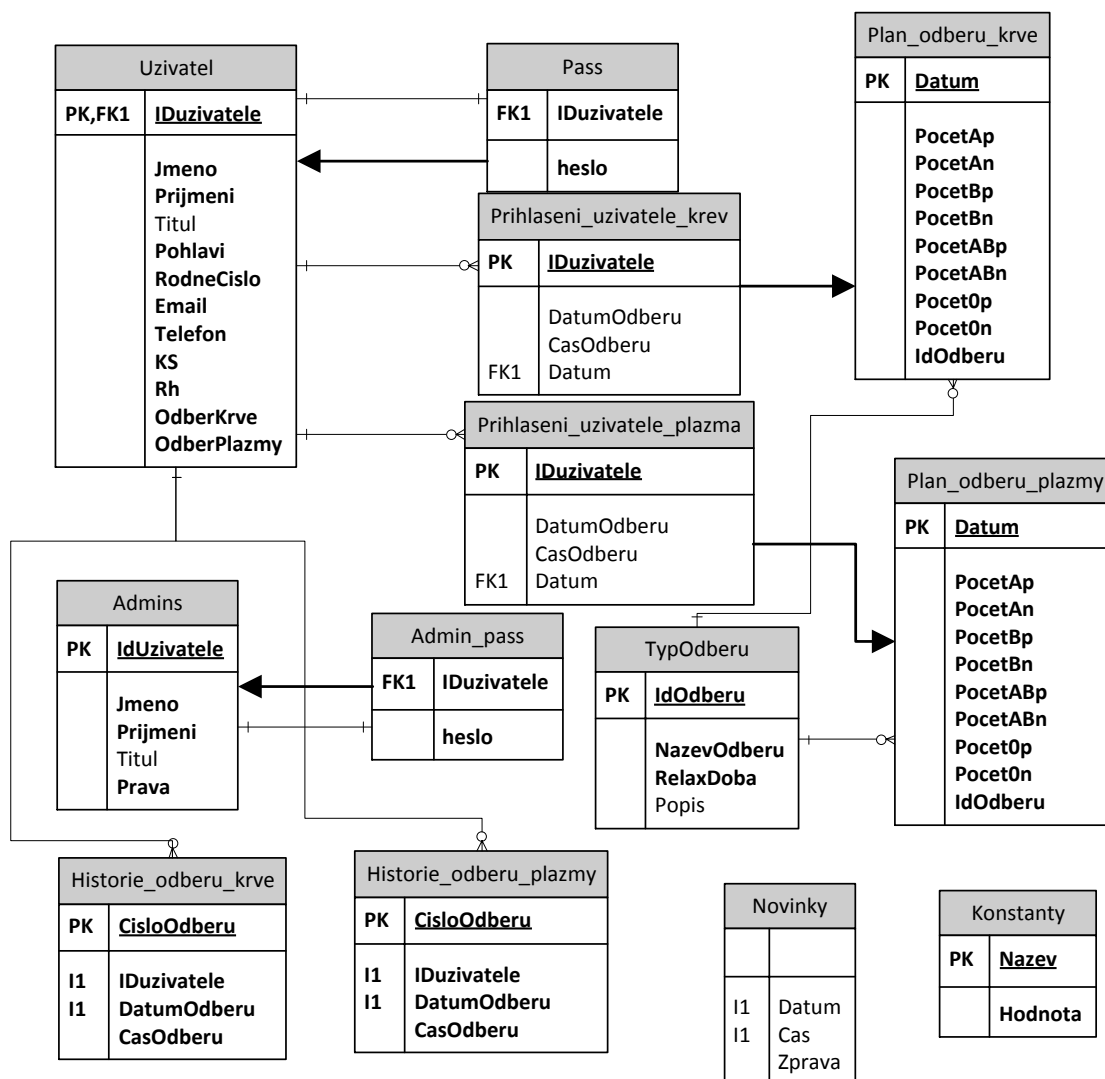 Uzivatel
PK,FK1 IDuzivatele
Jmeno
Prijmeni
Titul
Pohlavi
RodneCislo
Email
Telefon
KS
Rh
OdberKrve
OdberPlazmy
Pass
FK1 IDuzivatele
heslo
Plan_odberu_krve
PK Datum
PocetAp
PocetAn
PocetBp
PocetBn
PocetABp
PocetABn
Pocet0p
Pocet0n
IdOdberu
Prihlaseni_uzivatele_krev
PK IDuzivatele
DatumOdberu
CasOdberu
FK1 Datum
Prihlaseni_uzivatele_plazma
PK IDuzivatele
DatumOdberu
CasOdberu
FK1 Datum
Plan_odberu_plazmy
PK Datum
PocetAp
PocetAn
PocetBp
PocetBn
PocetABp
PocetABn
Pocet0p
Pocet0n
IdOdberu
Admins
PK IdUzivatele
Jmeno
Prijmeni
Titul
Prava
Admin_pass
FK1 IDuzivatele
heslo
TypOdberu
PK IdOdberu
NazevOdberu
RelaxDoba
Popis
Historie_odberu_krve
PK CisloOdberu
I1 IDuzivatele
I1 DatumOdberu
CasOdberu
Historie_odberu_plazmy
PK CisloOdberu
I1 IDuzivatele
I1 DatumOdberu
CasOdberu
Novinky
I1 Datum
I1 Cas
Zprava
Konstanty
PK Nazev
Hodnota